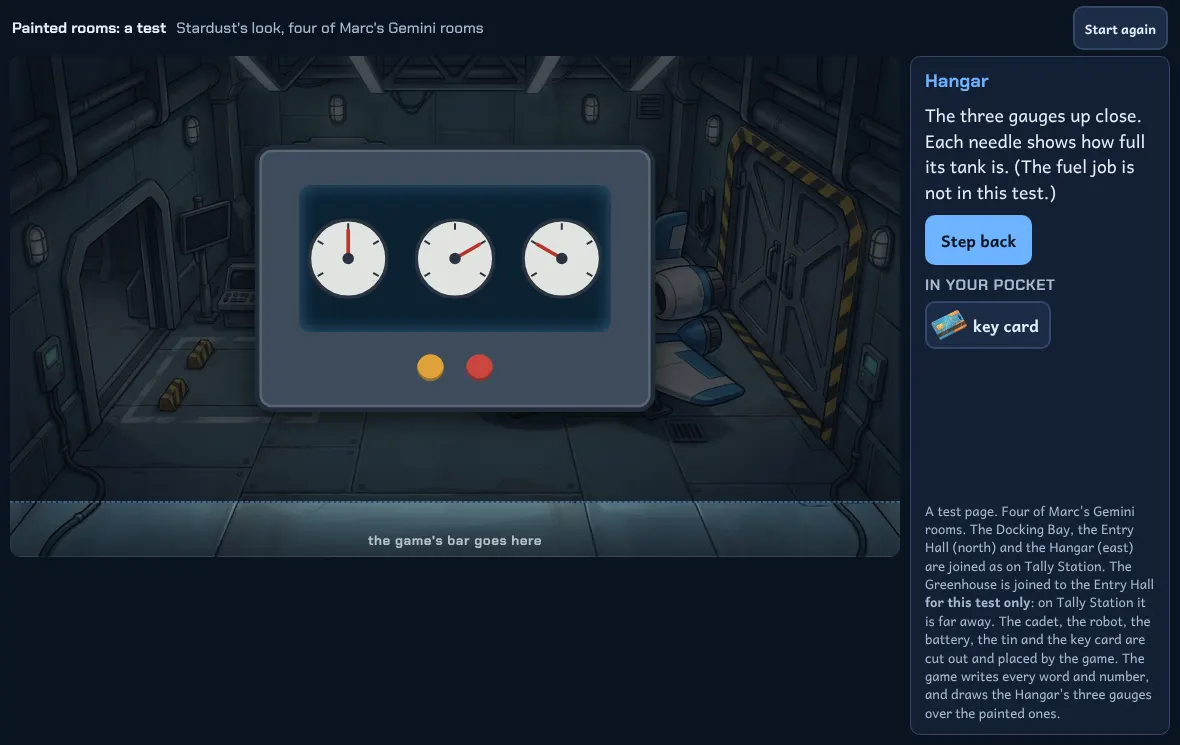 Painted rooms: a test Stardust's look, four of Marc's Gemini rooms
Start again
Hangar
The three gauges up close.
Each needle shows how full
its tank is. (The fuel job is
not in this test.)
Step back
IN YOUR POCKET
key card
the game's bar goes here
A test page. Four of Marc's Gemini
rooms. The Docking Bay, the Entry
Hall (north) and the Hangar (east)
are joined as on Tally Station. The
Greenhouse is joined to the Entry Hall
for this test only: on Tally Station it
is far away. The cadet, the robot, the
battery, the tin and the key card are
cut out and placed by the game. The
game writes every word and number,
and draws the Hangar's three gauges
over the painted ones.